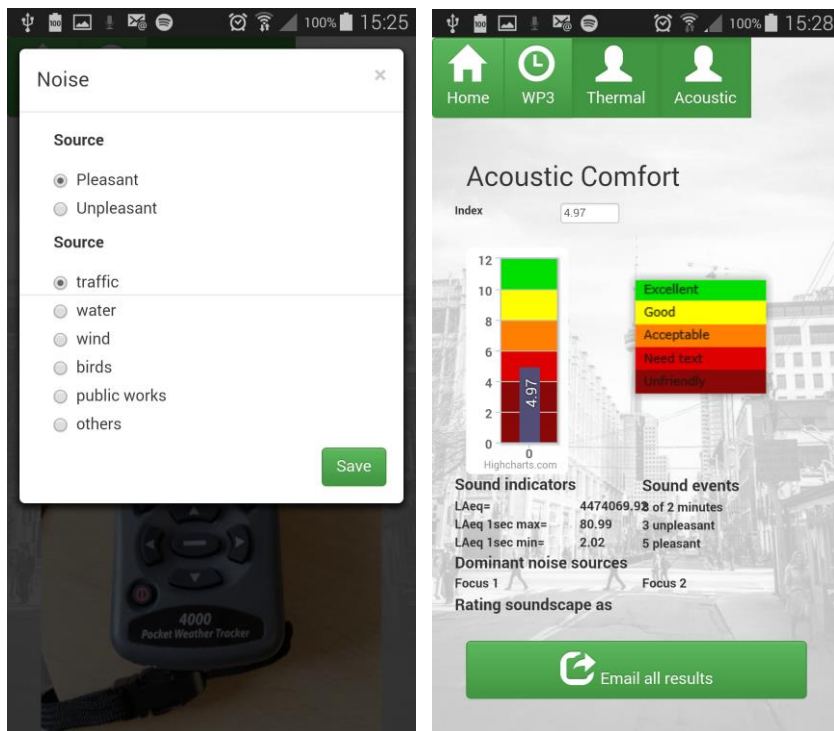 100% 15:25
Noise ×
Source
Pleasant
Unpleasant
Source
traffic
water
wind
birds
public works
others
Save
4000
Pocket Weather Tracker
100% 15:28
Home WP3 Thermal Acoustic
Acoustic Comfort
Index 4.97
12
10
8
6
4
2
0
4.97
0
Highcharts.com
Excellent
Good
Acceptable
Need text
Unfriendly
Sound indicators Sound events
LAeq= 4474069.92 of 2 minutes
LAeq 1sec max= 80.99 3 unpleasant
LAeq 1sec min= 2.02 5 pleasant
Dominant noise sources
Focus 1 Focus 2
Rating soundscape as
Email all results